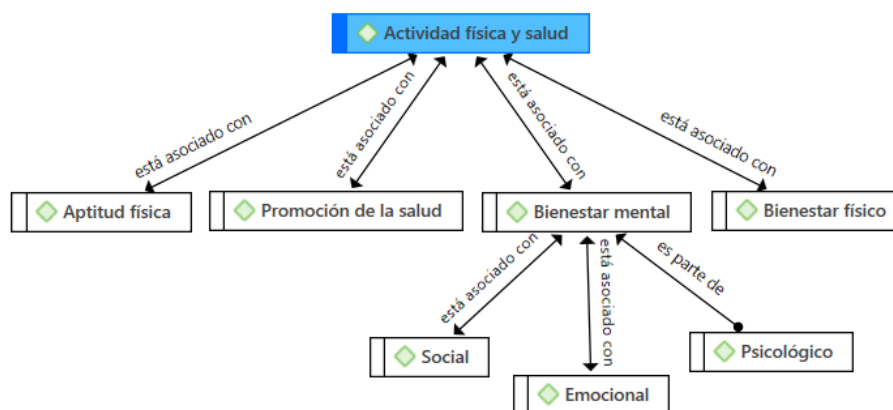 Actividad física y salud
está asociado con
está asociado con
está asociado con
está asociado con
Aptitud física
Promoción de la salud
Bienestar mental
Bienestar físico
está asociado con
está asociado con
es parte de
Social
Emocional
Psicológico